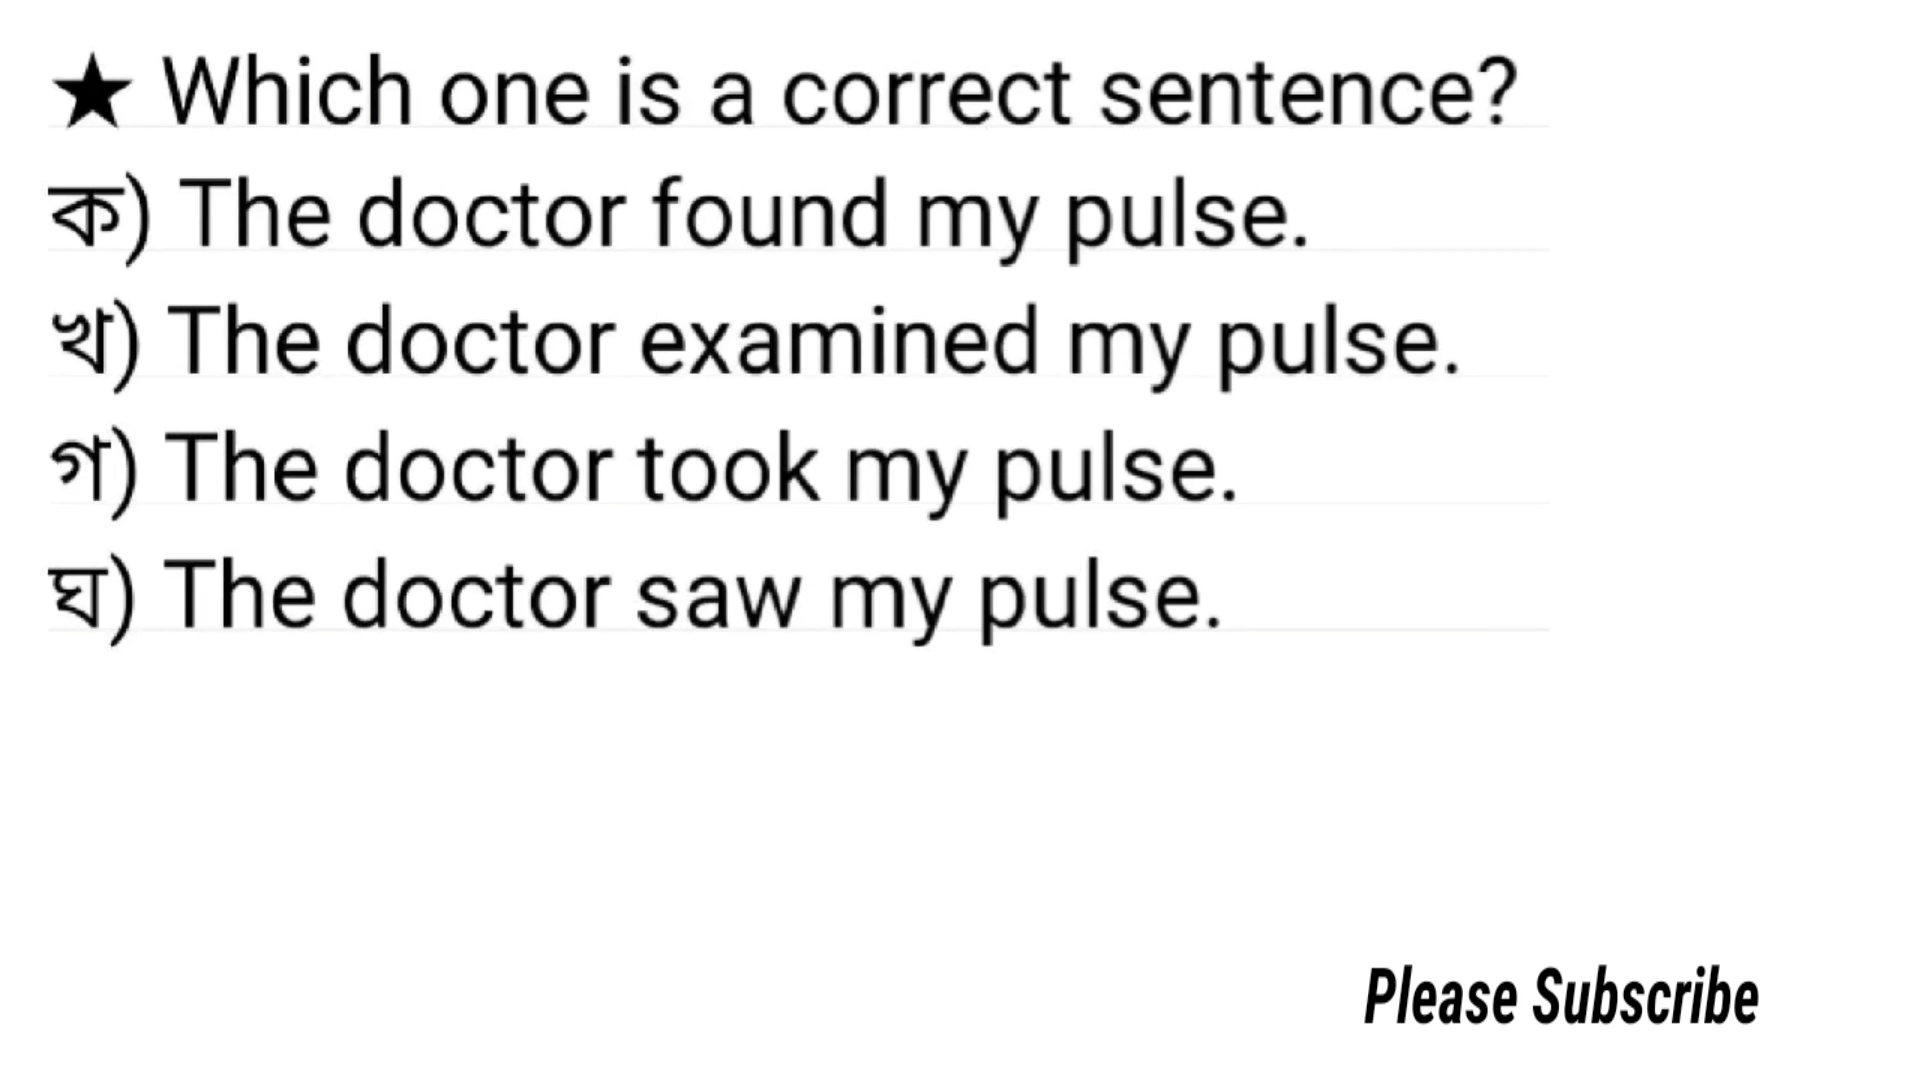 ★ Which one is a correct sentence?
ক) The doctor found my pulse.
খ) The doctor examined my pulse.
গ) The doctor took my pulse.
ঘ) The doctor saw my pulse.
Please Subscribe